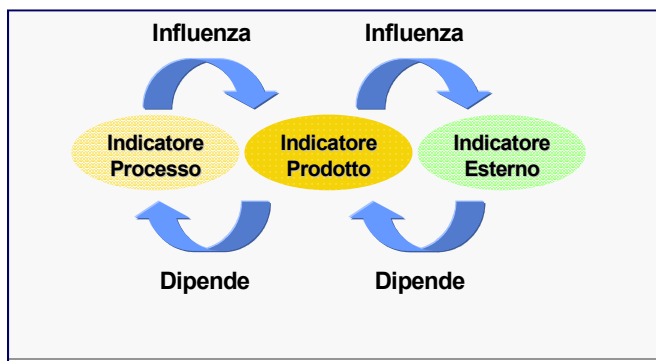 Influenza Influenza
Indicatore Indicatore Indicatore
Processo Prodotto Esterno
Dipende Dipende